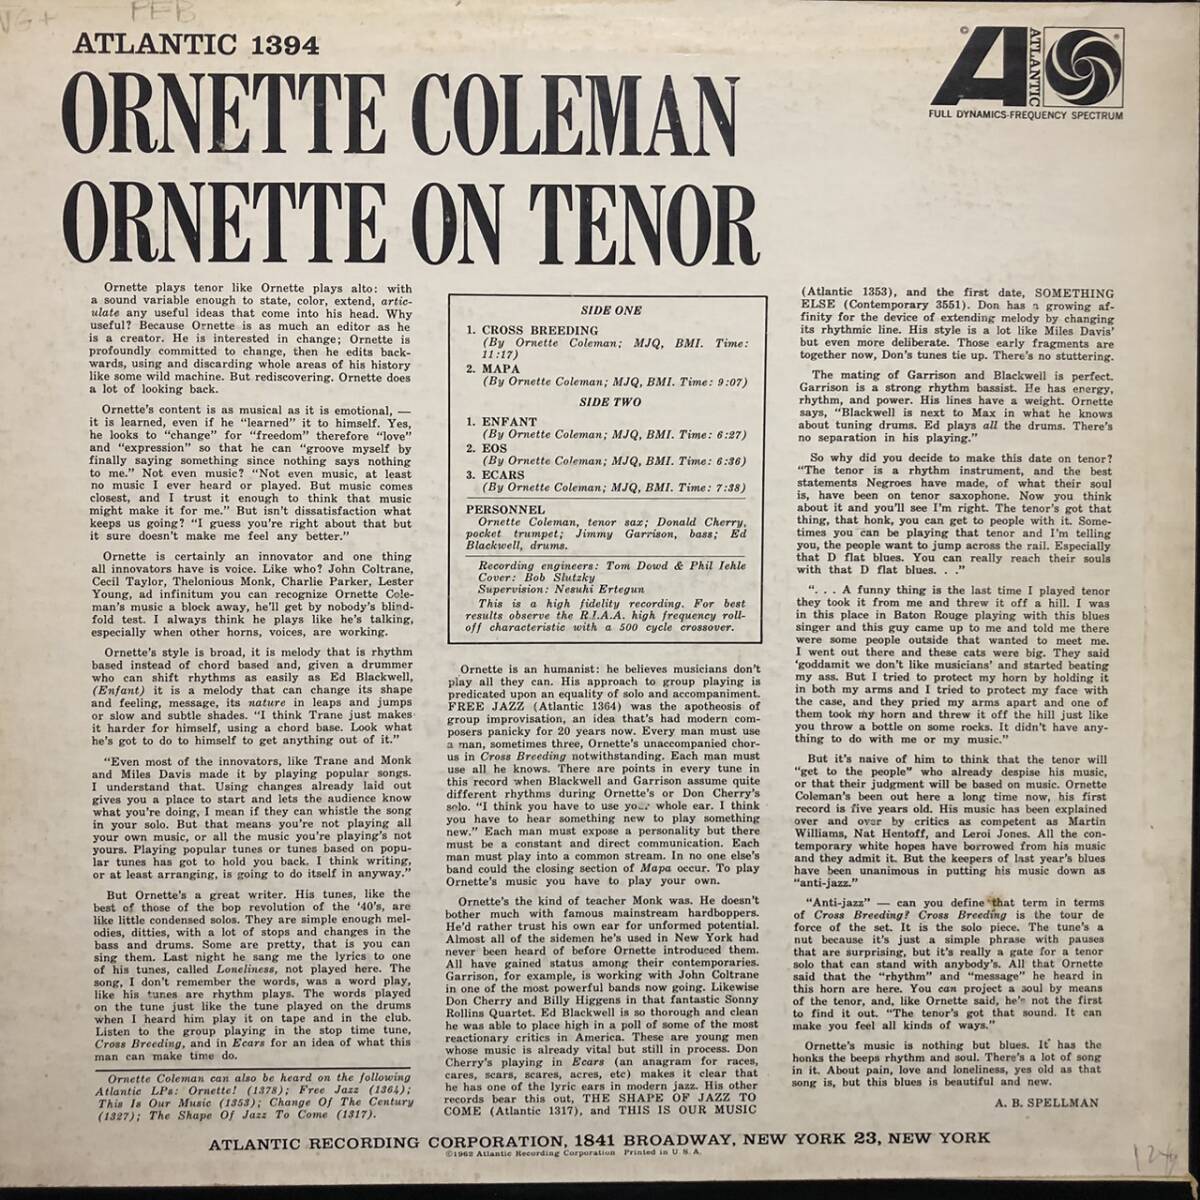 VG+ FEB
ATLANTIC 1394
ORNETTE COLEMAN
ORNETTE ON TENOR
© ATLANTIC ®
FULL DYNAMICS-FREQUENCY SPECTRUM
Ornette plays tenor like Ornette plays alto: with
a sound variable enough to state, color, extend, artic-
ulate any useful ideas that come into his head. Why
useful? Because Ornette is as much an editor as he
is a creator. He is interested in change; Ornette is
profoundly committed to change, then he edits back-
wards, using and discarding whole areas of his history
like some wild machine. But rediscovering. Ornette does
a lot of looking back.
Ornette's content is as musical as it is emotional, —
it is learned, even if he "learned" it to himself. Yes,
he looks to "change" for "freedom" therefore "love"
and "expression" so that he can "groove myself by
finally saying something since nothing says nothing
to me." Not even music? "Not even music, at least
no music I ever heard or played. But music comes
closest, and I trust it enough to think that music
might make it for me." But isn't dissatisfaction what
keeps us going? "I guess you're right about that but
it sure doesn't make me feel any better."
Ornette is certainly an innovator and one thing
all innovators have is voice. Like who? John Coltrane,
Cecil Taylor, Thelonious Monk, Charlie Parker, Lester
Young, ad infinitum you can recognize Ornette Cole-
man's music a block away, he'll get by nobody's blind-
fold test. I always think he plays like he's talking,
especially when other horns, voices, are working.
Ornette's style is broad, it is melody that is rhythm
based instead of chord based and, given a drummer
who can shift rhythms as easily as Ed Blackwell,
(Enfant) it is a melody that can change its shape
and feeling, message, its nature in leaps and jumps
or slow and subtle shades. "I think Trane just makes
it harder for himself, using a chord base. Look what
he's got to do to himself to get anything out of it."
"Even most of the innovators, like Trane and Monk
and Miles Davis made it by playing popular songs.
I understand that. Using changes already laid out
gives you a place to start and lets the audience know
what you're doing, I mean if they can whistle the song
in your solo. But that means you're not playing all
your own music, or all the music you're playing's not
yours. Playing popular tunes or tunes based on popu-
lar tunes has got to hold you back. I think writing,
or at least arranging, is going to do itself in anyway."
But Ornette's a great writer. His tunes, like the
best of those of the bop revolution of the '40's, are
like little condensed solos. They are simple enough mel-
odies, ditties, with a lot of stops and changes in the
bass and drums. Some are pretty, that is you can
sing them. Last night he sang me the lyrics to one
of his tunes, called Loneliness, not played here. The
song, I don't remember the words, was a word play,
like his tunes are rhythm plays. The words played
on the tune just like the tune played on the drums
when I heard him play it on tape and in the club.
Listen to the group playing in the stop time tune,
Cross Breeding, and in Ecars for an idea of what this
man can make time do.
Ornette Coleman can also be heard on the following
Atlantic LPs: Ornette! (1378); Free Jazz (1364);
This Is Our Music (1353); Change Of The Century
(1327); The Shape Of Jazz To Come (1317).
SIDE ONE
1. CROSS BREEDING
(By Ornette Coleman; MJQ, BMI. Time:
11:17)
2. MAPA
(By Ornette Coleman; MJQ, BMI. Time: 9:07)
SIDE TWO
1. ENFANT
(By Ornette Coleman; MJQ, BMI. Time: 6:27)
2. EOS
(By Ornette Coleman; MJQ, BMI. Time: 6:36)
3. ECARS
(By Ornette Coleman; MJQ, BMI. Time: 7:38)
PERSONNEL
Ornette Coleman, tenor sax; Donald Cherry,
pocket trumpet; Jimmy Garrison, bass; Ed
Blackwell, drums.
Recording engineers: Tom Dowd & Phil Iehle
Cover: Bob Slutzky
Supervision: Nesuhi Ertegun
This is a high fidelity recording. For best
results observe the R.I.A.A. high frequency roll-
off characteristic with a 500 cycle crossover.
Ornette is an humanist: he believes musicians don't
play all they can. His approach to group playing is
predicated upon an equality of solo and accompaniment.
FREE JAZZ (Atlantic 1364) was the apotheosis of
group improvisation, an idea that's had modern com-
posers panicky for 20 years now. Every man must use
a man, sometimes three, Ornette's unaccompanied chor-
us in Cross Breeding notwithstanding. Each man must
use all he knows. There are points in every tune in
this record when Blackwell and Garrison assume quite
different rhythms during Ornette's or Don Cherry's
solo. "I think you have to use your whole ear. I think
you have to hear something new to play something
new." Each man must expose a personality but there
must be a constant and direct communication. Each
man must play into a common stream. In no one else's
band could the closing section of Mapa occur. To play
Ornette's music you have to play your own.
Ornette's the kind of teacher Monk was. He doesn't
bother much with famous mainstream hardboppers.
He'd rather trust his own ear for unformed potential.
Almost all of the sidemen he's used in New York had
never been heard of before Ornette introduced them.
All have gained status among their contemporaries.
Garrison, for example, is working with John Coltrane
in one of the most powerful bands now going. Likewise
Don Cherry and Billy Higgens in that fantastic Sonny
Rollins Quartet. Ed Blackwell is so thorough and clean
he was able to place high in a poll of some of the most
reactionary critics in America. These are young men
whose music is already vital but still in process. Don
Cherry's playing in Ecars (an anagram for races,
cares, scars, scares, acres, etc) makes it clear that
he has one of the lyric ears in modern jazz. His other
records bear this out, THE SHAPE OF JAZZ TO
COME (Atlantic 1317), and THIS IS OUR MUSIC
(Atlantic 1353), and the first date, SOMETHING
ELSE (Contemporary 3551). Don has a growing af-
finity for the device of extending melody by changing
its rhythmic line. His style is a lot like Miles Davis'
but even more deliberate. Those early fragments are
together now, Don's tunes tie up. There's no stuttering.
The mating of Garrison and Blackwell is perfect.
Garrison is a strong rhythm bassist. He has energy,
rhythm, and power. His lines have a weight. Ornette
says, "Blackwell is next to Max in what he knows
about tuning drums. Ed plays all the drums. There's
no separation in his playing."
So why did you decide to make this date on tenor?
"The tenor is a rhythm instrument, and the best
statements Negroes have made, of what their soul
is, have been on tenor saxophone. Now you think
about it and you'll see I'm right. The tenor's got that
thing, that honk, you can get to people with it. Some-
times you can be playing that tenor and I'm telling
you, the people want to jump across the rail. Especially
that D flat blues. You can really reach their souls
with that D flat blues. . ."
". . . A funny thing is the last time I played tenor
they took it from me and threw it off a hill. I was
in this place in Baton Rouge playing with this blues
singer and this guy came up to me and told me there
were some people outside that wanted to meet me.
I went out there and these cats were big. They said
'goddamit we don't like musicians' and started beating
my ass. But I tried to protect my horn by holding it
in both my arms and I tried to protect my face with
the case, and they pried my arms apart and one of
them took my horn and threw it off the hill just like
you throw a bottle on some rocks. It didn't have any-
thing to do with me or my music."
But it's naive of him to think that the tenor will
"get to the people" who already despise his music,
or that their judgment will be based on music. Ornette
Coleman's been out here a long time now, his first
record is five years old. His music has been explained
over and over by critics as competent as Martin
Williams, Nat Hentoff, and Leroi Jones. All the con-
temporary white hopes have borrowed from his music
and they admit it. But the keepers of last year's blues
have been unanimous in putting his music down as
"anti-jazz."
"Anti-jazz" — can you define that term in terms
of Cross Breeding? Cross Breeding is the tour de
force of the set. It is the solo piece. The tune's a
nut because it's just a simple phrase with pauses
that are surprising, but it's really a gate for a tenor
solo that can stand with anybody's. All that Ornette
said that the "rhythm" and "message" he heard in
this horn are here. You can project a soul by means
of the tenor, and, like Ornette said, he's not the first
to find it out. "The tenor's got that sound. It can
make you feel all kinds of ways."
Ornette's music is nothing but blues. It has the
honks the beeps rhythm and soul. There's a lot of song
in it. About pain, love and loneliness, yes old as that
song is, but this blues is beautiful and new.
A. B. SPELLMAN
ATLANTIC RECORDING CORPORATION, 1841 BROADWAY, NEW YORK 23, NEW YORK
©1962 Atlantic Recording Corporation Printed in U.S.A.